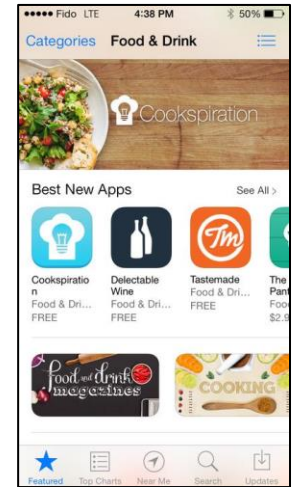 Fido LTE 4:38 PM 50%
Categories Food & Drink
Cookspiration
Best New Apps See All >
Cookspiratio
n
Food & Dri...
FREE
Delectable
Wine
Food & Dri...
FREE
Tastemade
Food & Dri...
FREE
The
Pant
Foo
$2.9
Tm
food and drink
magazines
COOKING
Featured Top Charts Near Me Search Updates